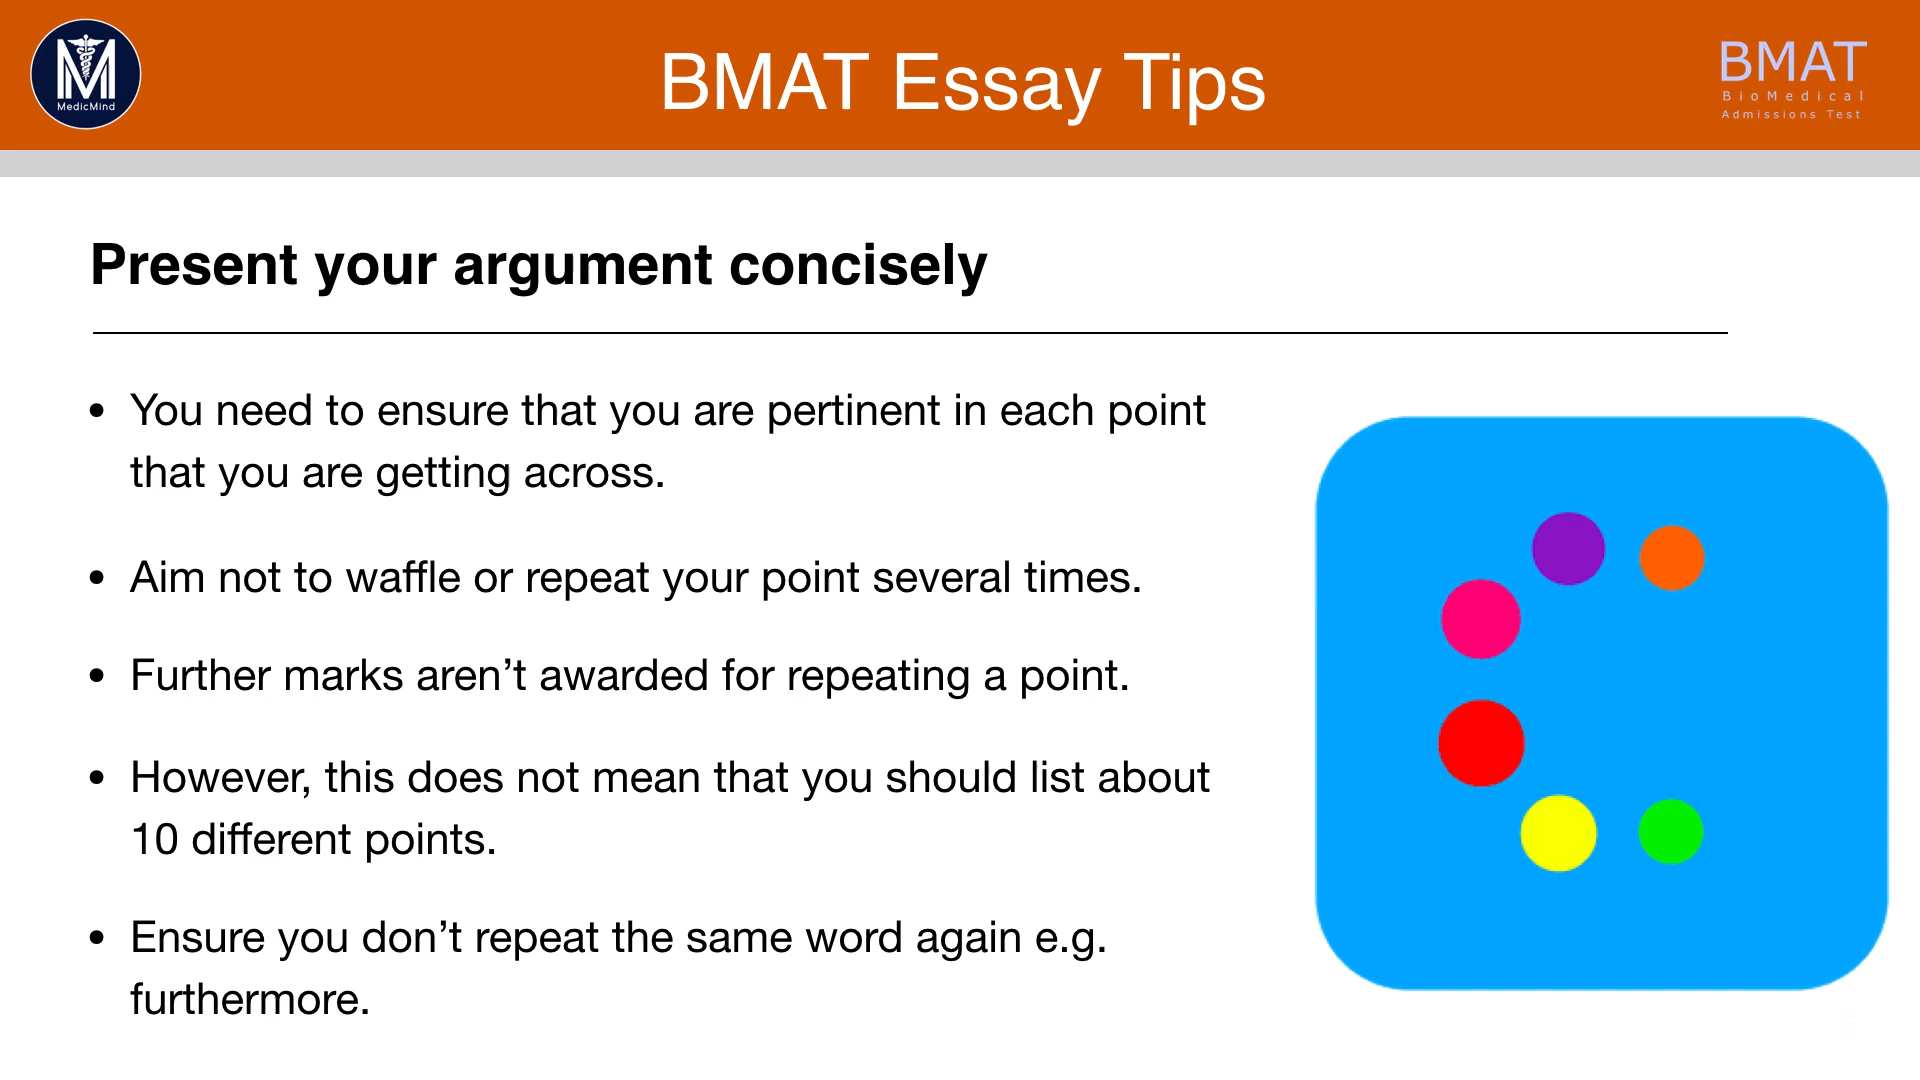 MedicMind
BMAT Essay Tips
BMAT
BioMedical
Admissions Test
Present your argument concisely
• You need to ensure that you are pertinent in each point
that you are getting across.
• Aim not to waffle or repeat your point several times.
• Further marks aren’t awarded for repeating a point.
• However, this does not mean that you should list about
10 different points.
• Ensure you don’t repeat the same word again e.g.
furthermore.